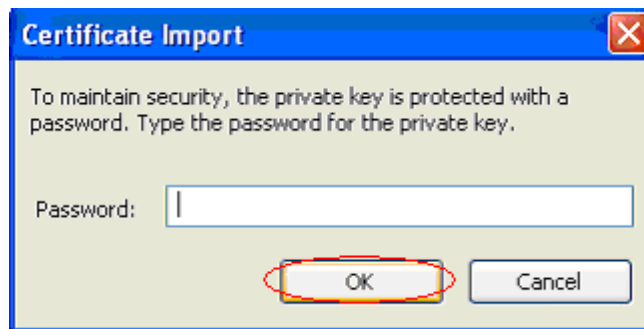 Certificate Import
To maintain security, the private key is protected with a
password. Type the password for the private key.
Password:
OK
Cancel